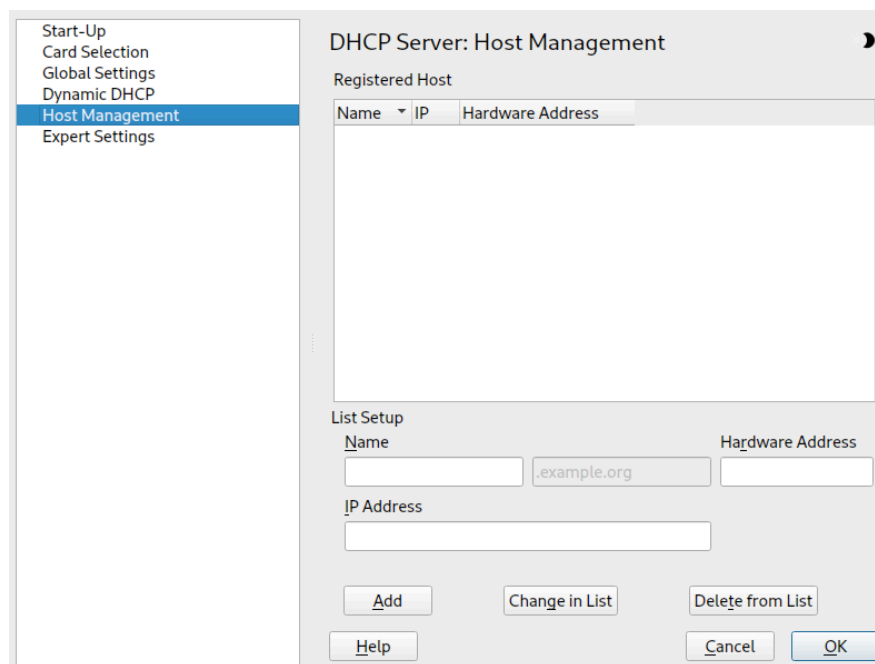 Start-Up
Card Selection
Global Settings
Dynamic DHCP
Host Management
Expert Settings
DHCP Server: Host Management
Registered Host
Name IP Hardware Address
List Setup
Name Hardware Address
.example.org
IP Address
Add Change in List Delete from List
Help Cancel OK